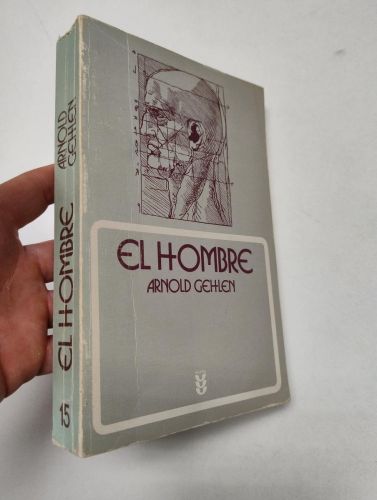 EL HOMBRE
ARNOLD GEHLEN
ARNOLD
GEHLEN
EL HOMBRE
15